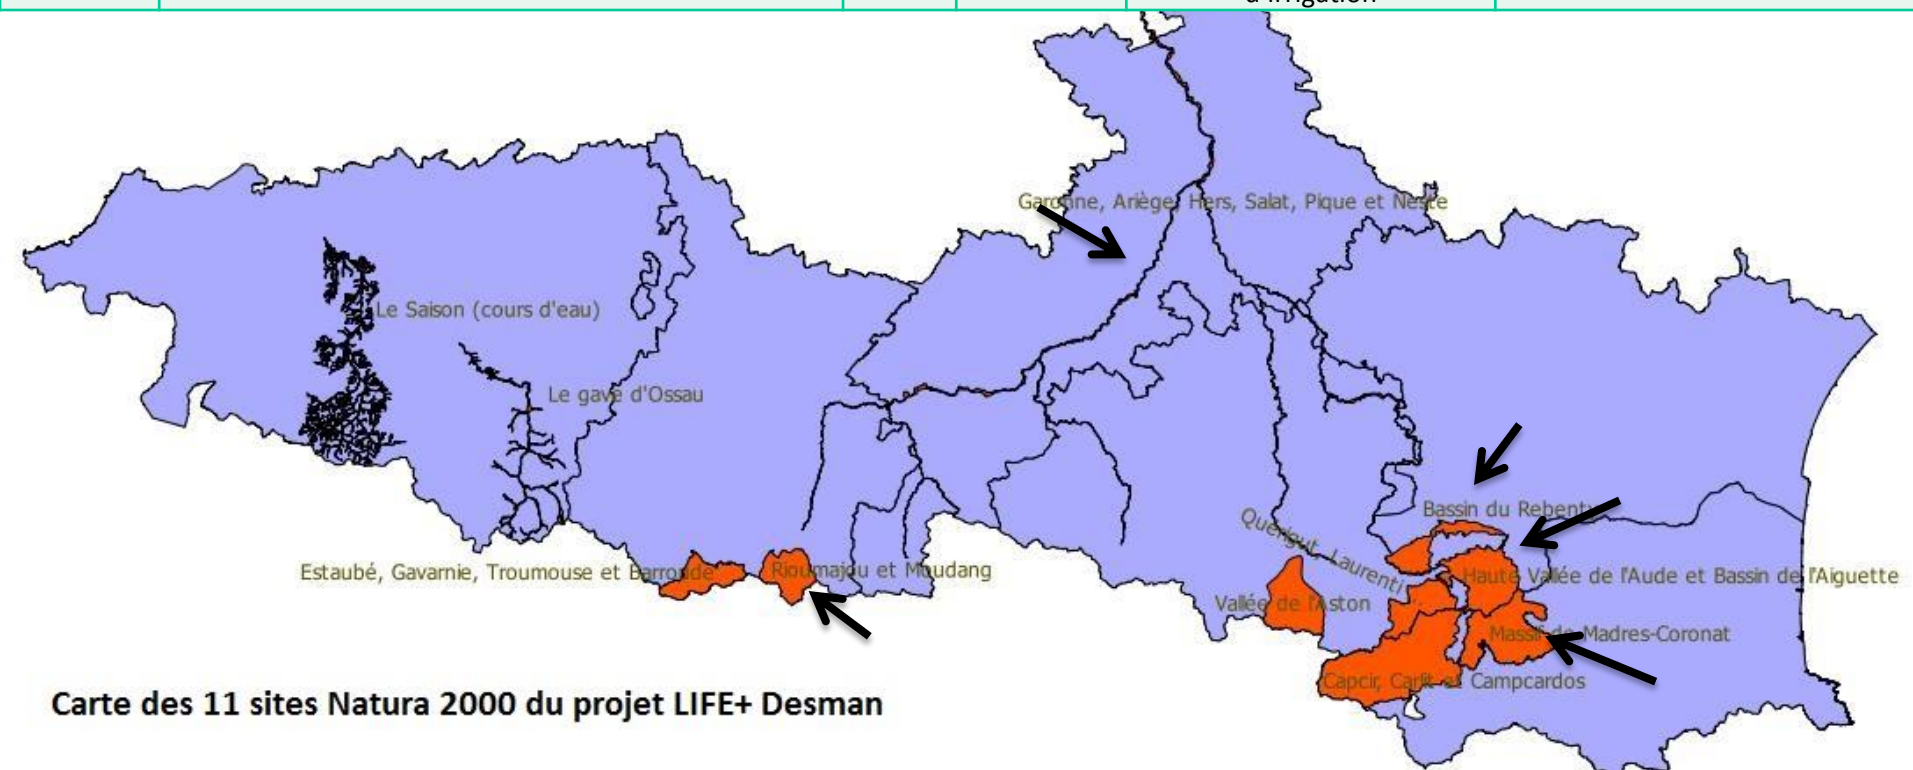 d'irrigation
Garonne, Ariège, Hers, Salat, Pique et Neste
Le Saison (cours d'eau)
Le gave d'Ossau
Bassin du Rebenty
Quérigut, Laurenti...
Estaubé, Gavarnie, Troumouse et Barroude
Rioumajou et Moudang
Haute Vallée de l'Aude et Bassin de l'Aiguette
Vallée de l'Aston
Massif de Madres-Coronat
Capcir, Carlit et Campcardos
Carte des 11 sites Natura 2000 du projet LIFE+ Desman